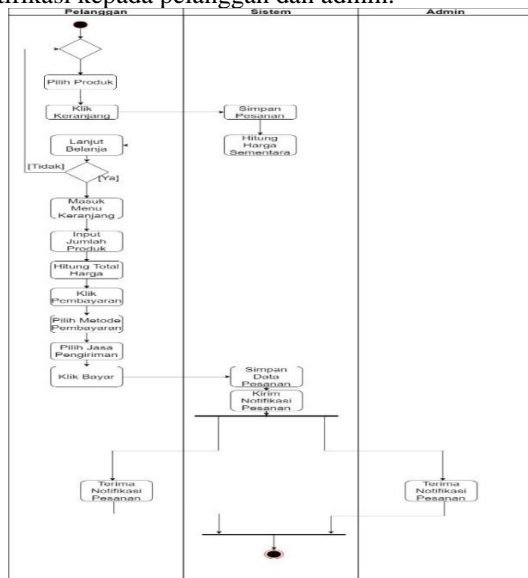 tifikasi kepada pelanggan dan admin.
Pelanggan
Sistem
Admin
Pilih Produk
Klik
Keranjang
Simpan
Pesanan
Lanjut
Belanja
Hitung
Harga
Sementara
[Tidak]
[Ya]
Masuk
Menu
Keranjang
Input
Jumlah
Produk
Hitung Total
Harga
Klik
Pembayaran
Pilih Metode
Pembayaran
Pilih Jasa
Pengiriman
Klik Bayar
Simpan
Data
Pesanan
Kirim
Notifikasi
Pesanan
Terima
Notifikasi
Pesanan
Terima
Notifikasi
Pesanan